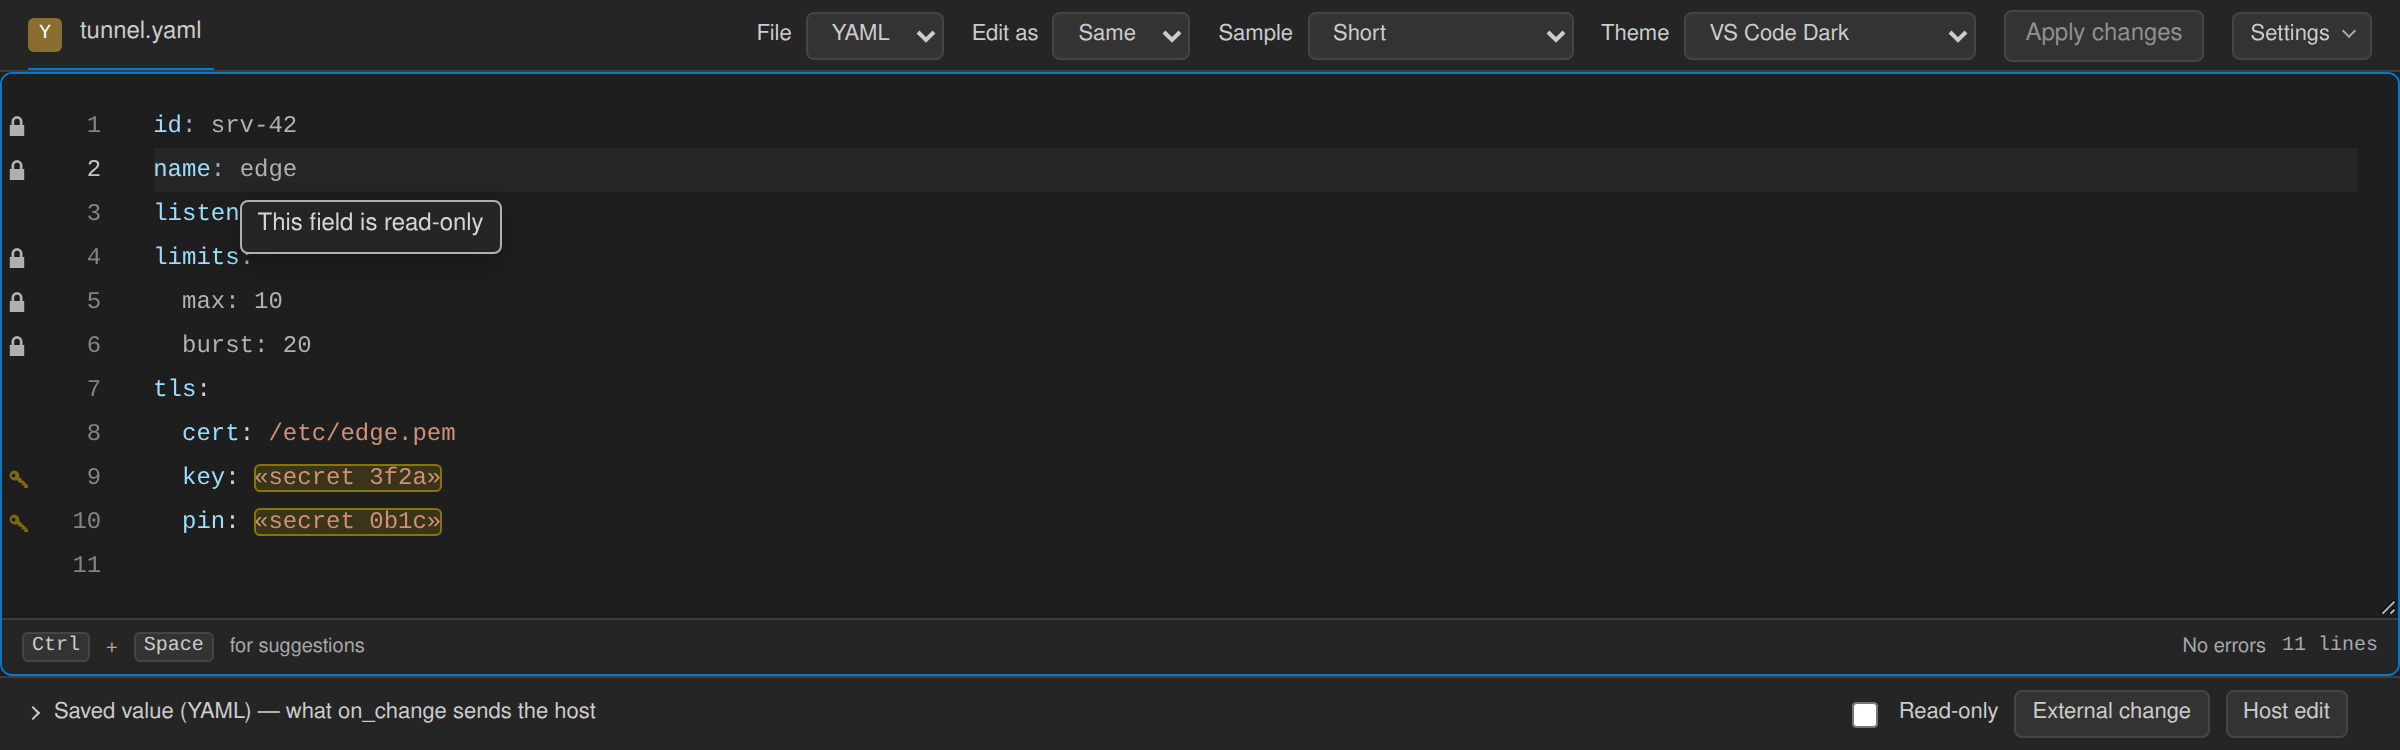 Y tunnel.yaml File YAML Edit as Same Sample Short Theme VS Code Dark Apply changes Settings
1 id: srv-42
2 name: edge
3 listen
This field is read-only
4 limits:
5 max: 10
6 burst: 20
7 tls:
8 cert: /etc/edge.pem
9 key: «secret 3f2a»
10 pin: «secret 0b1c»
11
Ctrl + Space for suggestions No errors 11 lines
Saved value (YAML) — what on_change sends the host Read-only External change Host edit